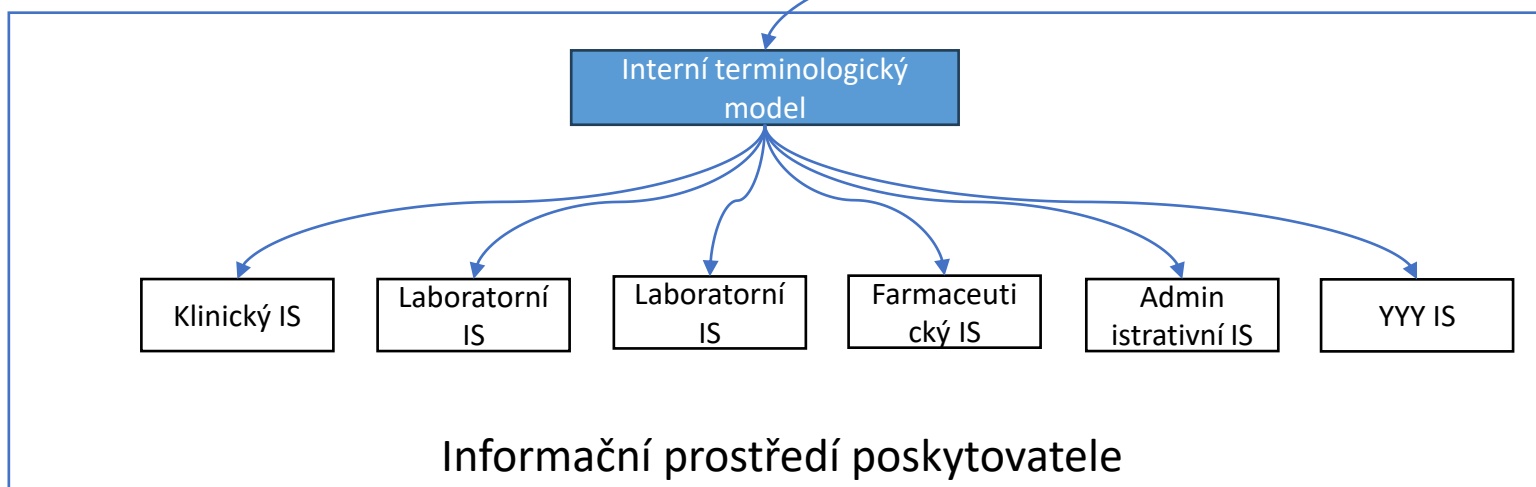 Interní terminologický
model
Klinický IS
Laboratorní
IS
Laboratorní
IS
Farmaceuti
cký IS
Admin
istrativní IS
YYY IS
Informační prostředí poskytovatele